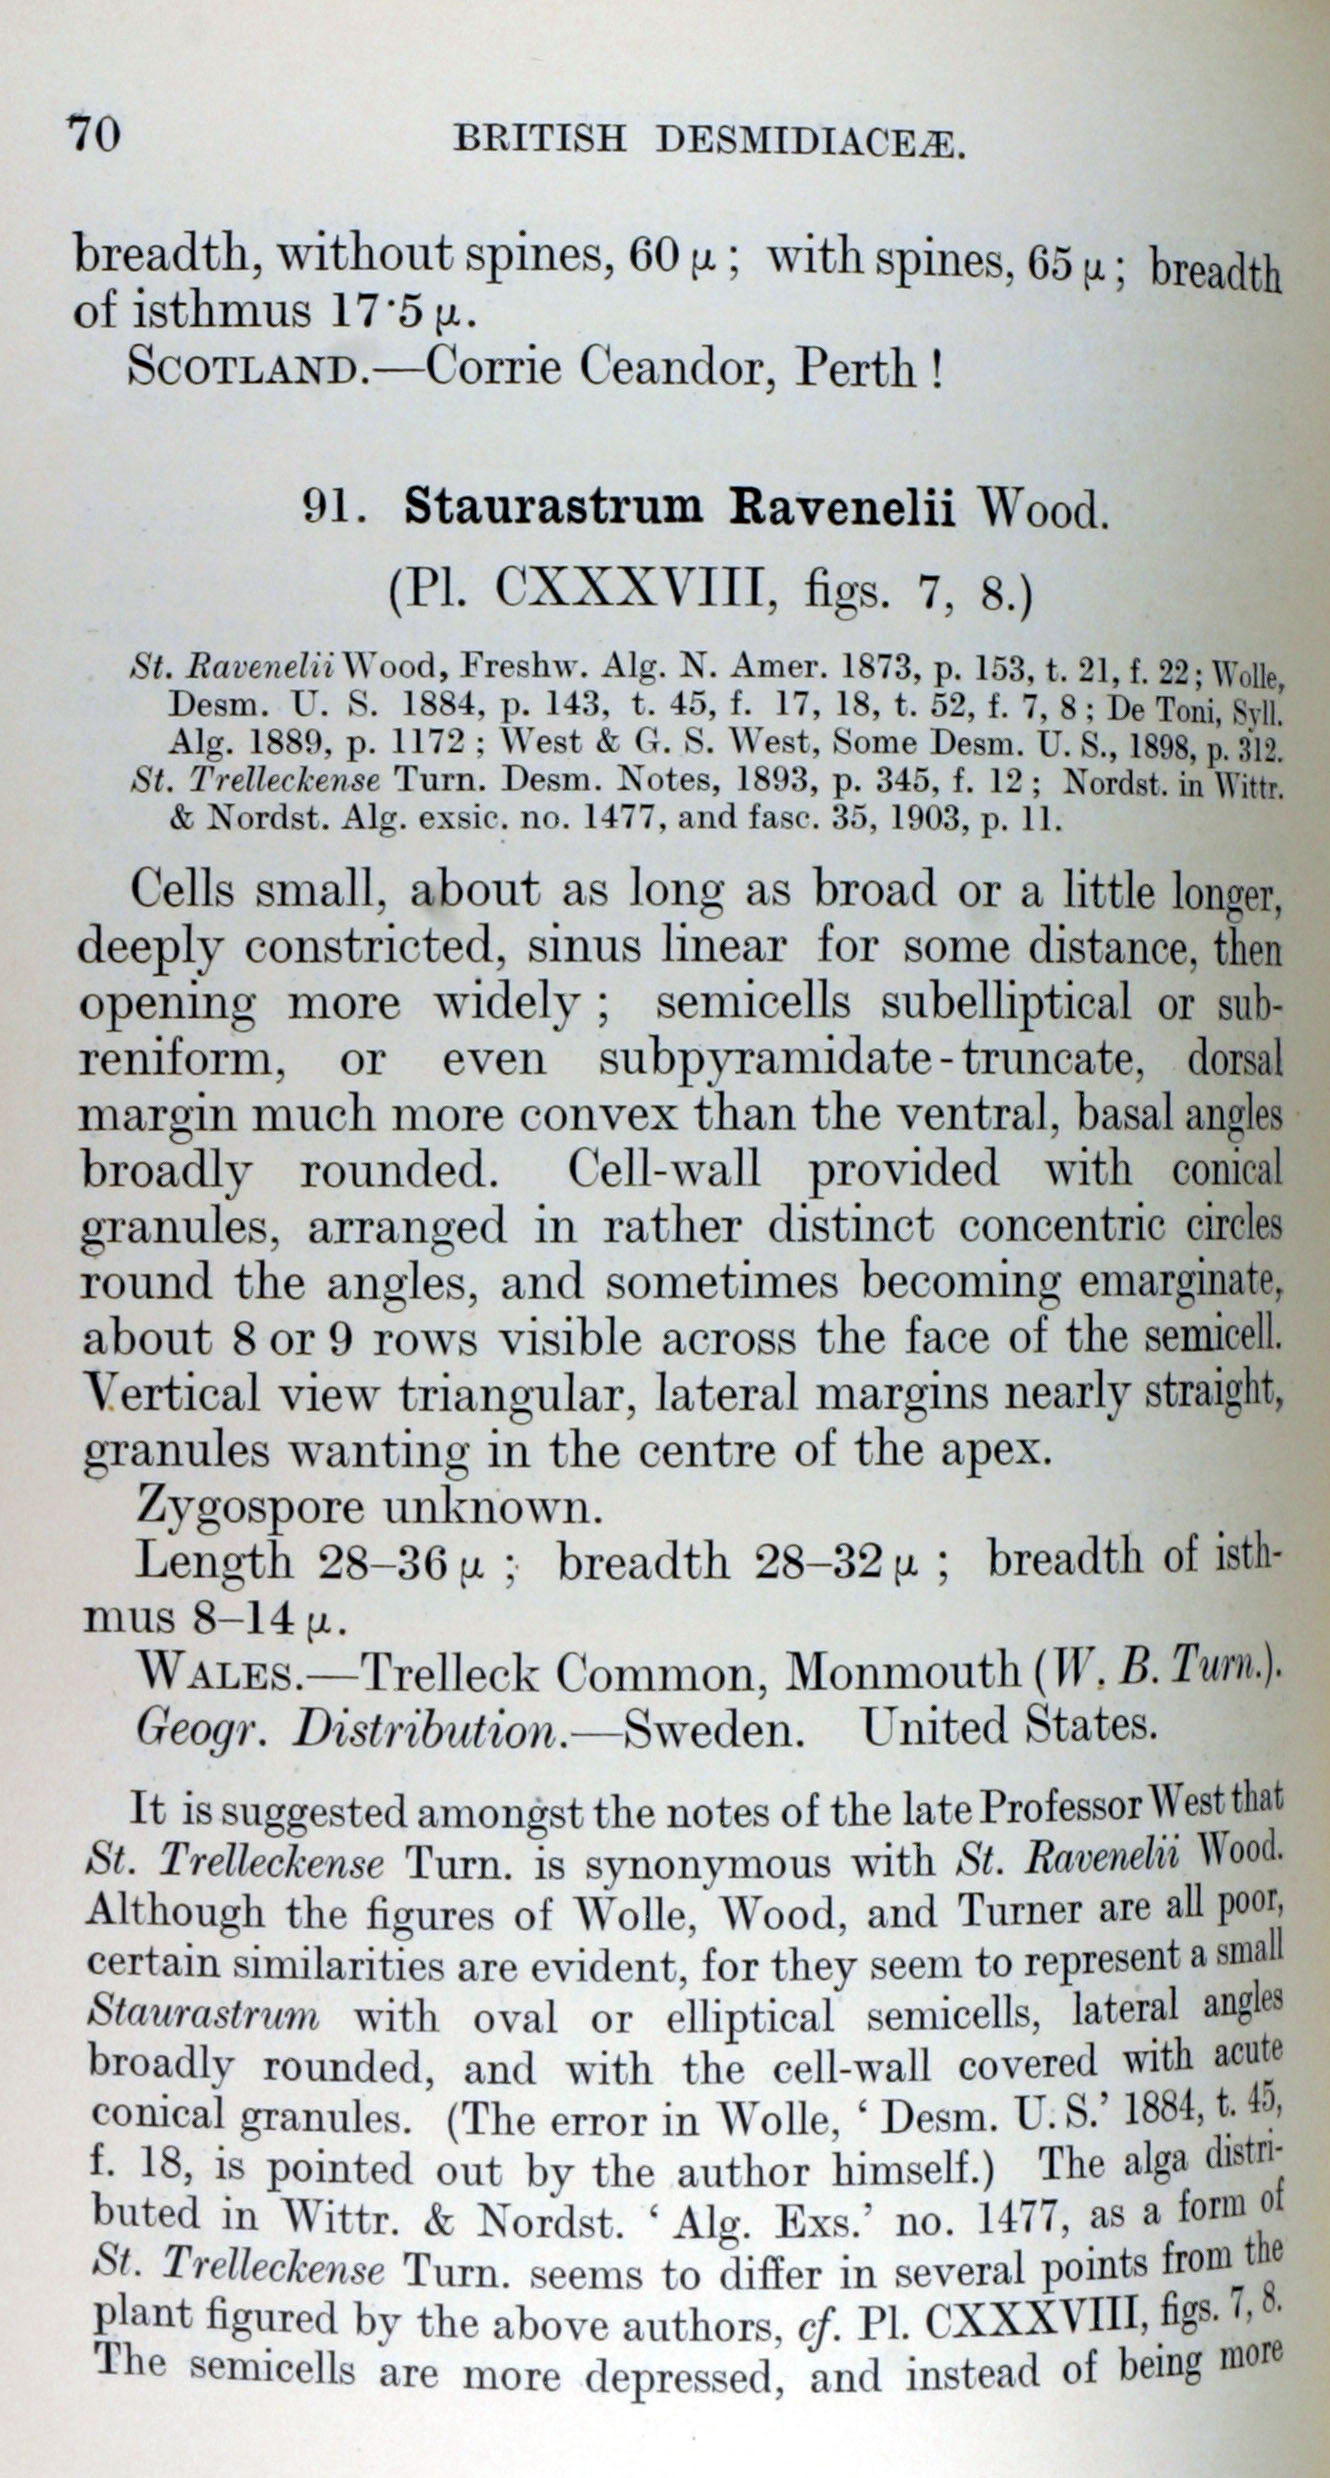 70 BRITISH DESMIDIACEÆ.
breadth, without spines, 60 µ ; with spines, 65 µ ; breadth
of isthmus 17·5 µ.
SCOTLAND.—Corrie Ceandor, Perth !
91. Staurastrum Ravenelii Wood.
(Pl. CXXXVIII, figs. 7, 8.)
St. Ravenelii Wood, Freshw. Alg. N. Amer. 1873, p. 153, t. 21, f. 22; Wolle,
Desm. U. S. 1884, p. 143, t. 45, f. 17, 18, t. 52, f. 7, 8 ; De Toni, Syll.
Alg. 1889, p. 1172 ; West & G. S. West, Some Desm. U. S., 1898, p. 312.
St. Trelleckense Turn. Desm. Notes, 1893, p. 345, f. 12 ; Nordst. in Wittr.
& Nordst. Alg. exsic. no. 1477, and fasc. 35, 1903, p. 11.
Cells small, about as long as broad or a little longer,
deeply constricted, sinus linear for some distance, then
opening more widely ; semicells subelliptical or sub-
reniform, or even subpyramidate-truncate, dorsal
margin much more convex than the ventral, basal angles
broadly rounded. Cell-wall provided with conical
granules, arranged in rather distinct concentric circles
round the angles, and sometimes becoming emarginate,
about 8 or 9 rows visible across the face of the semicell.
Vertical view triangular, lateral margins nearly straight,
granules wanting in the centre of the apex.
Zygospore unknown.
Length 28–36 µ ; breadth 28–32 µ ; breadth of isth-
mus 8–14 µ.
WALES.—Trelleck Common, Monmouth (W. B. Turn.).
Geogr. Distribution.—Sweden. United States.
It is suggested amongst the notes of the late Professor West that
St. Trelleckense Turn. is synonymous with St. Ravenelii Wood.
Although the figures of Wolle, Wood, and Turner are all poor,
certain similarities are evident, for they seem to represent a small
Staurastrum with oval or elliptical semicells, lateral angles
broadly rounded, and with the cell-wall covered with acute
conical granules. (The error in Wolle, ‘ Desm. U. S.’ 1884, t. 45,
f. 18, is pointed out by the author himself.) The alga distri-
buted in Wittr. & Nordst. ‘ Alg. Exs.’ no. 1477, as a form of
St. Trelleckense Turn. seems to differ in several points from the
plant figured by the above authors, cf. Pl. CXXXVIII, figs. 7, 8.
The semicells are more depressed, and instead of being more